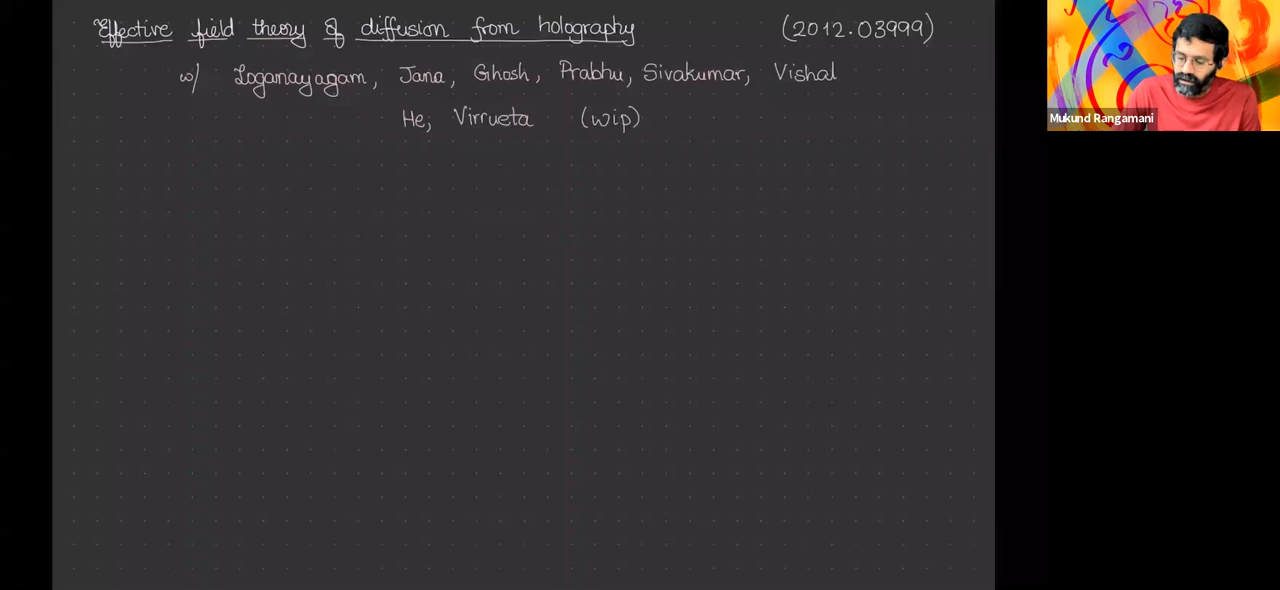 Effective field theory of diffusion from holography (2012.03999)
w/ Loganayagam, Jana, Ghosh, Prabhu, Sivakumar, Vishal
He, Virrueta (wip)
Mukund Rangamani